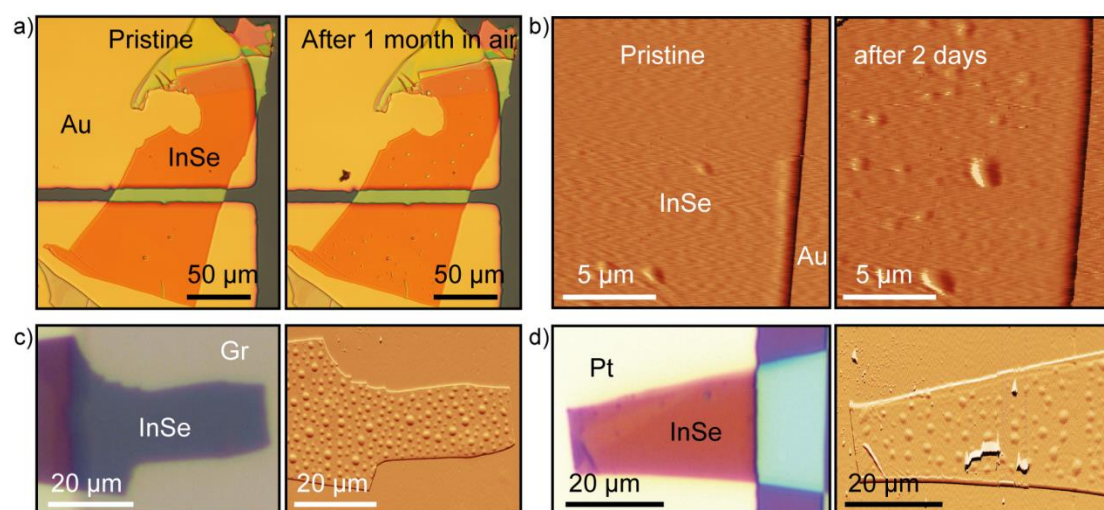 a)
Pristine
Au
InSe
50 µm
After 1 month in air
50 µm
b)
Pristine
InSe
Au
5 µm
after 2 days
5 µm
c)
Gr
InSe
20 µm
20 µm
d)
Pt
InSe
20 µm
20 µm